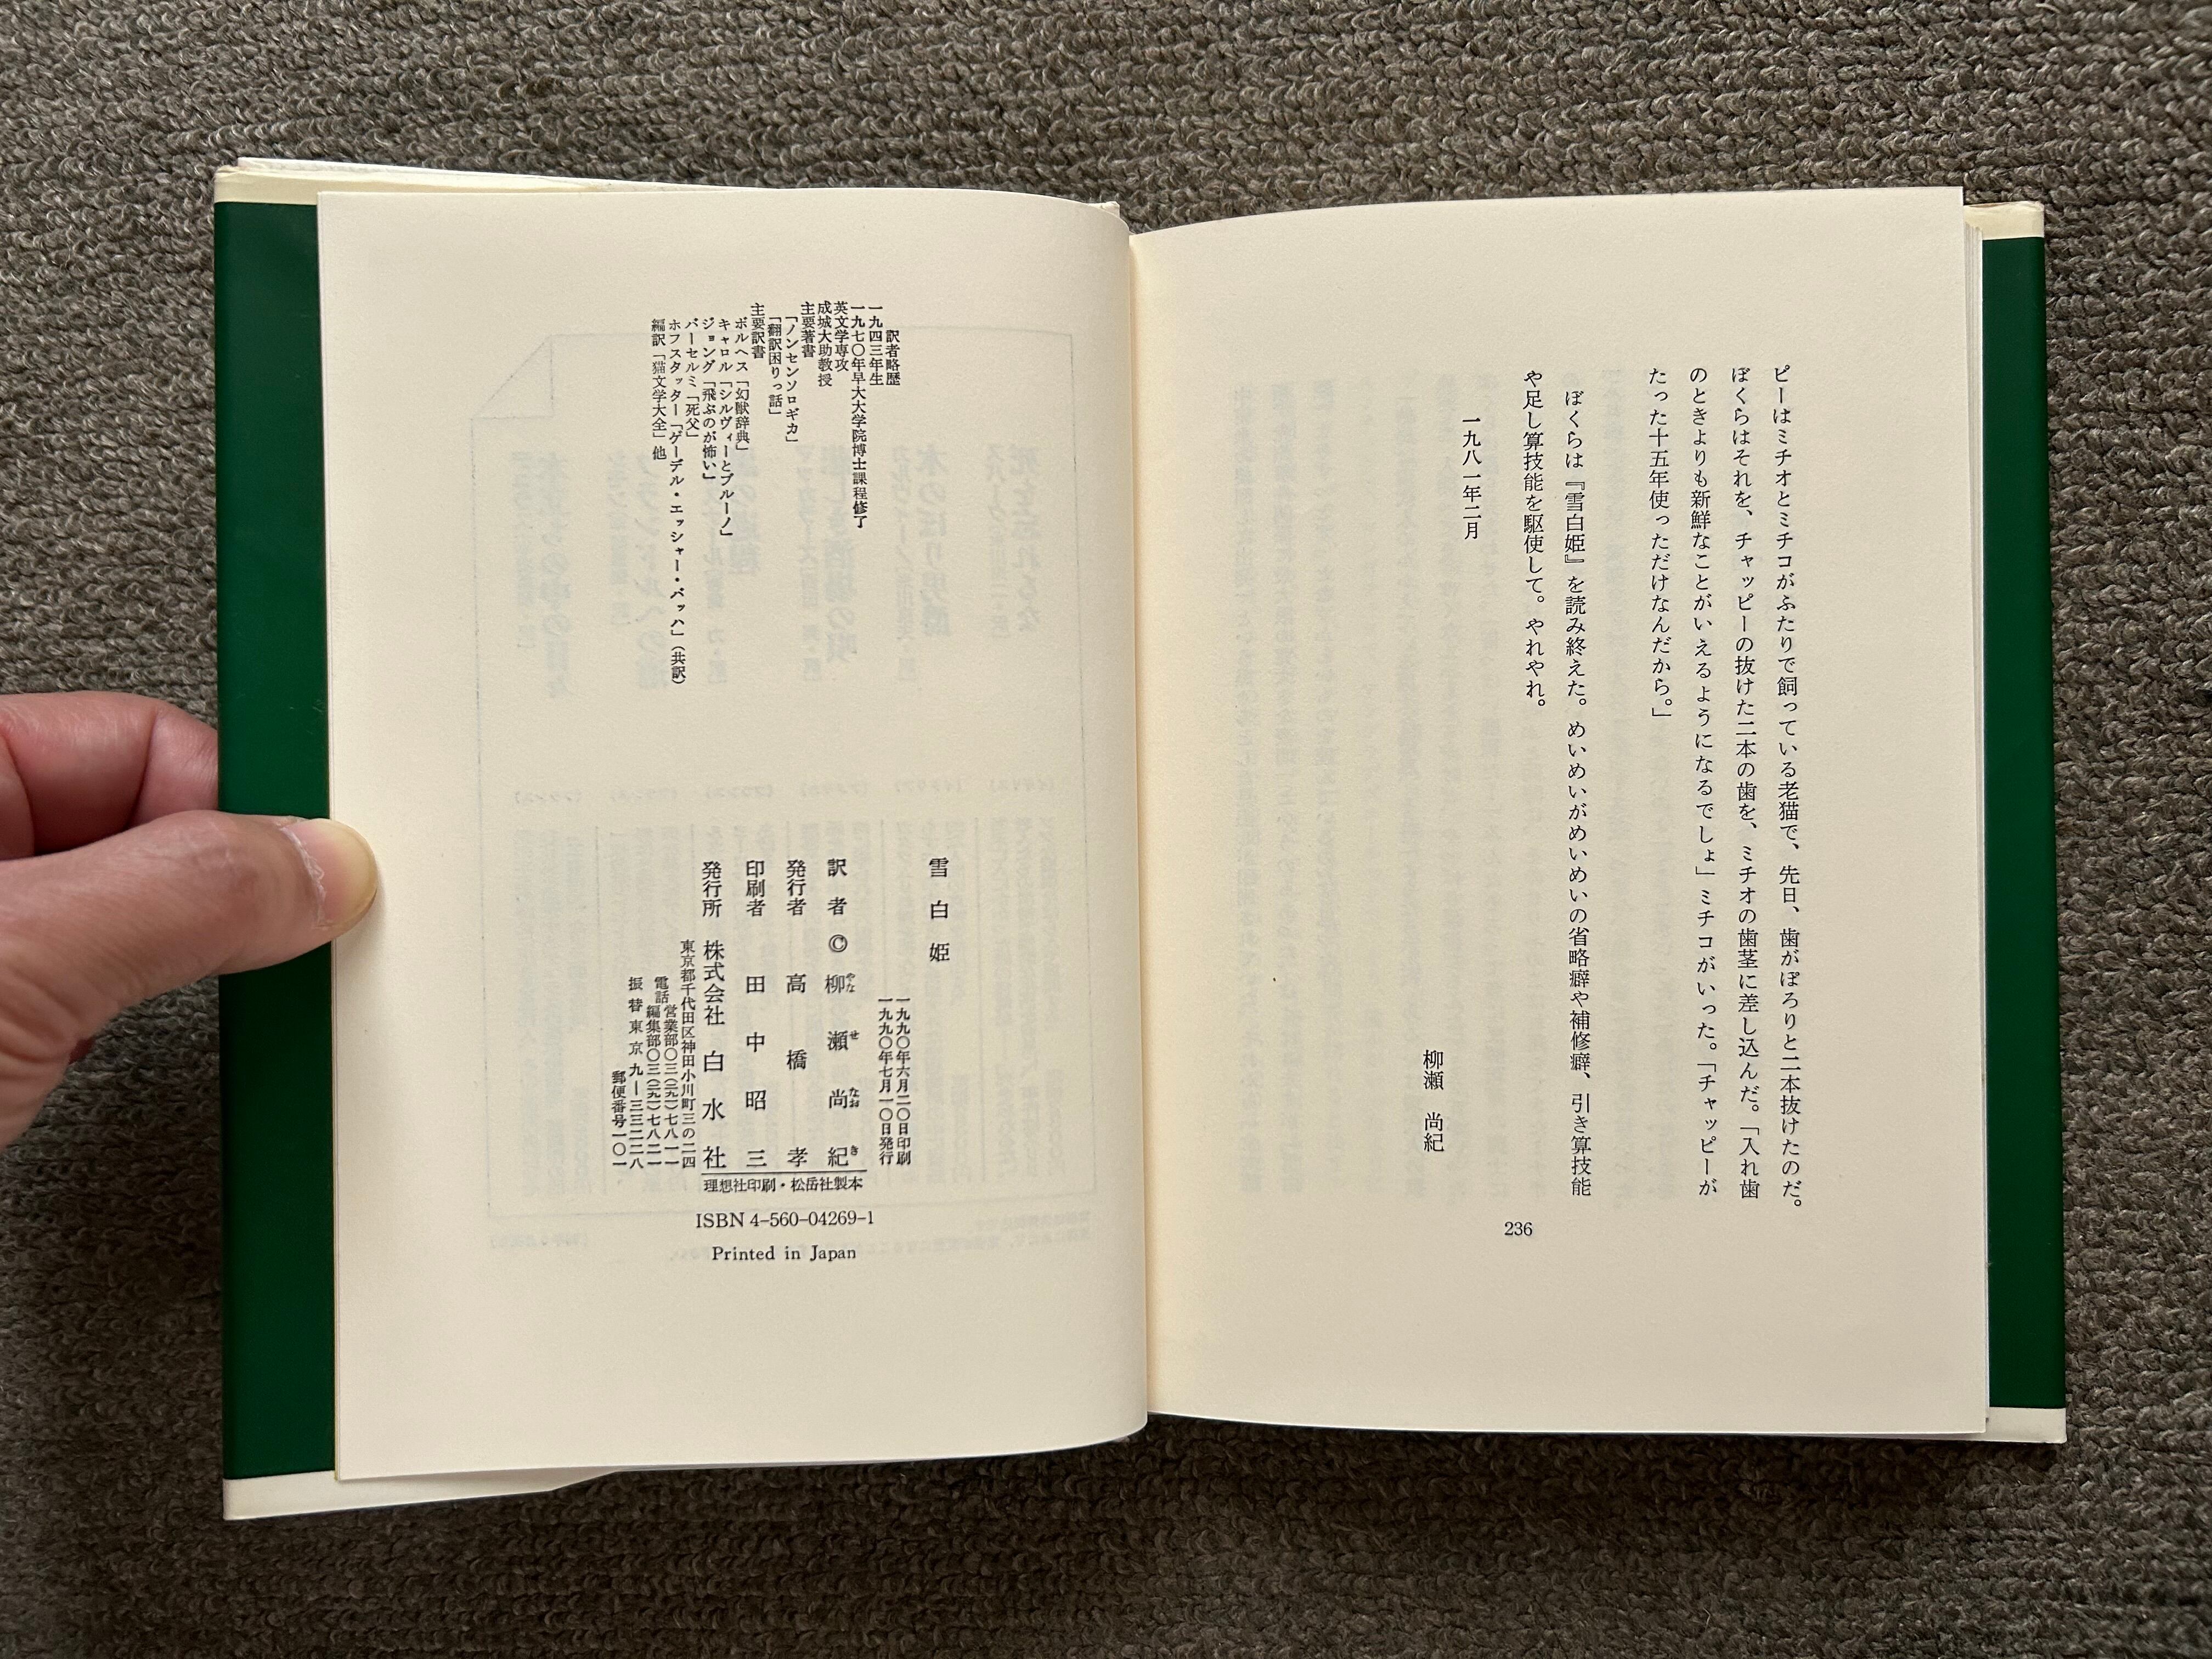 ピーはミチオとミチコがふたりで飼っている老猫で、先日、歯がぽろりと二本抜けたのだ。
ぼくらはそれを、チャッピーの抜けた二本の歯を、ミチオの歯茎に差し込んだ。「入れ歯
のときよりも新鮮なことがいえるようになるでしょ」ミチコがいった。「チャッピーが
たった十五年使っただけなんだから。」
ぼくらは『雪白姫』を読み終えた。めいめいがめいめいの省略癖や補修癖、引き算技能
や足し算技能を駆使して。やれやれ。
一九八一年二月
柳瀬 尚紀
236
訳者略歴
一九四三年生
一九七〇年早大大学院博士課程修了
英文学専攻
成城大助教授
主要著書
「ノンセンソロギカ」
「翻訳困りっ話」
主要訳書
ボルヘス「幻獣辞典」
キャロル「シルヴィーとブルーノ」
ジョング「飛ぶのが怖い」
バーセルミ「死父」
ホフスタッター「ゲーデル・エッシャー・バッハ」(共訳)
編訳「猫文学大全」他
雪白姫
一九九〇年六月二〇日印刷
一九九〇年七月一〇日発行
訳者 © 柳瀬尚紀
やなせなおき
発行者 高橋孝
印刷者 田中昭三
発行所 株式会社白水社
東京都千代田区神田小川町三の二四
電話 営業部〇三(二九一)七八一一
編集部〇三(二九一)七八二一
振替東京九―三三二二八
郵便番号一〇一
理想社印刷・松岳社製本
ISBN 4-560-04269-1
Printed in Japan